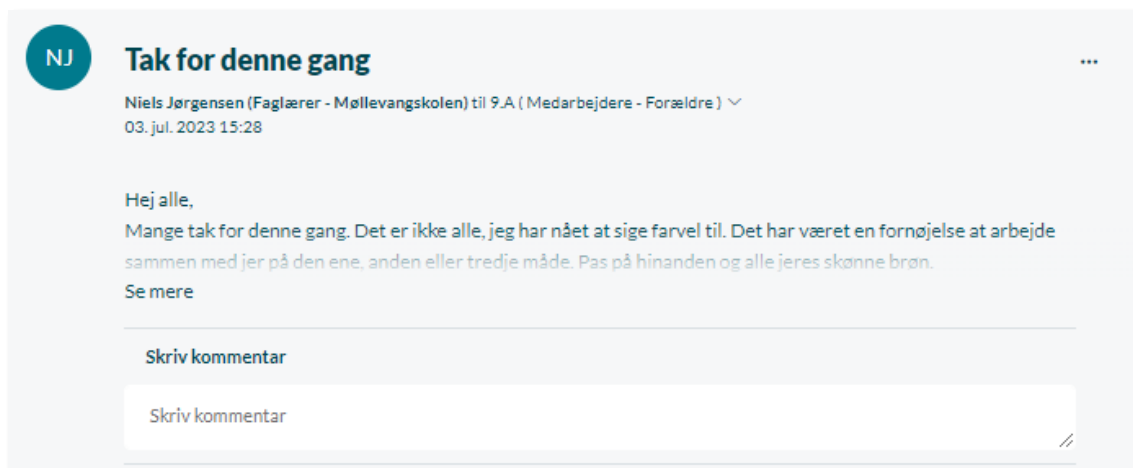 NJ
Tak for denne gang
...
Niels Jørgensen (Faglærer - Møllevangskolen) til 9.A ( Medarbejdere - Forældre )
03. jul. 2023 15:28
Hej alle,
Mange tak for denne gang. Det er ikke alle, jeg har nået at sige farvel til. Det har været en fornøjelse at arbejde
sammen med jer på den ene, anden eller tredje måde. Pas på hinanden og alle jeres skønne brøn.
Se mere
Skriv kommentar
Skriv kommentar